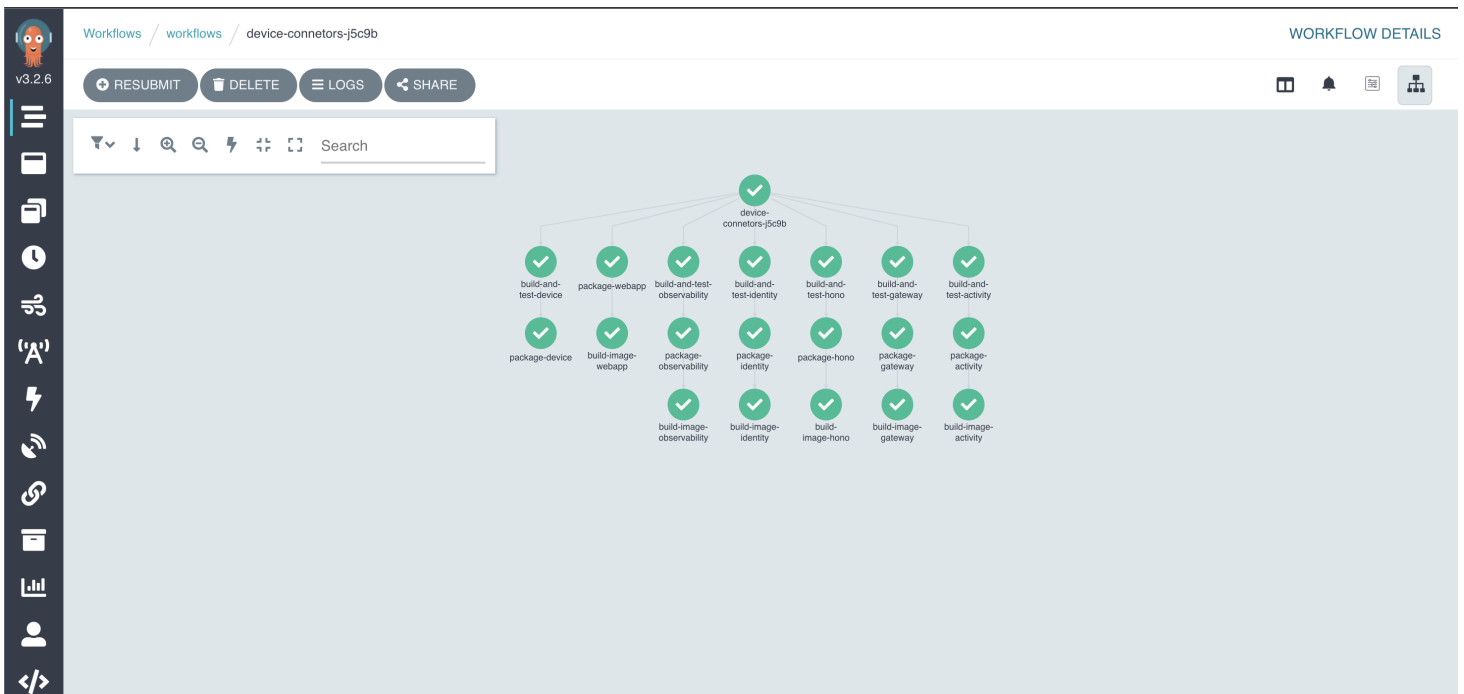 Workflows / workflows / device-connetors-j5c9b
WORKFLOW DETAILS
v3.2.6
RESUBMIT
DELETE
LOGS
SHARE
Search
device-
connetors-j5c9b
build-and-
test-device
package-webapp
build-and-test-
observability
build-and-
test-identity
build-and-
test-hono
build-and-
test-gateway
build-and-
test-activity
package-device
build-image-
webapp
package-
observability
package-
identity
package-hono
package-
gateway
package-
activity
build-image-
observability
build-image-
identity
build-
image-hono
build-image-
gateway
build-image-
activity